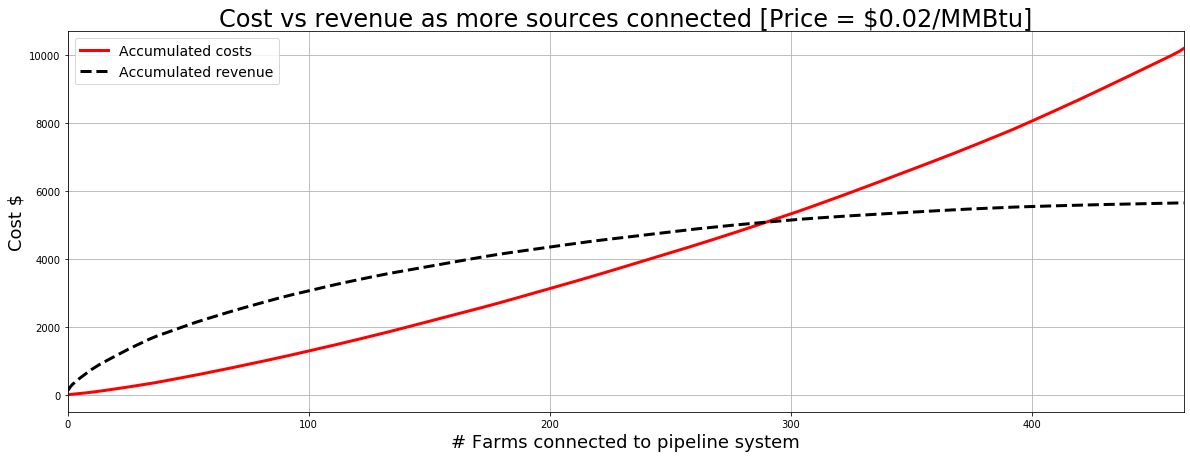 Cost vs revenue as more sources connected [Price = $0.02/MMBtu]
Accumulated costs
Accumulated revenue
10000
8000
6000
4000
2000
0
Cost $
0 100 200 300 400
# Farms connected to pipeline system